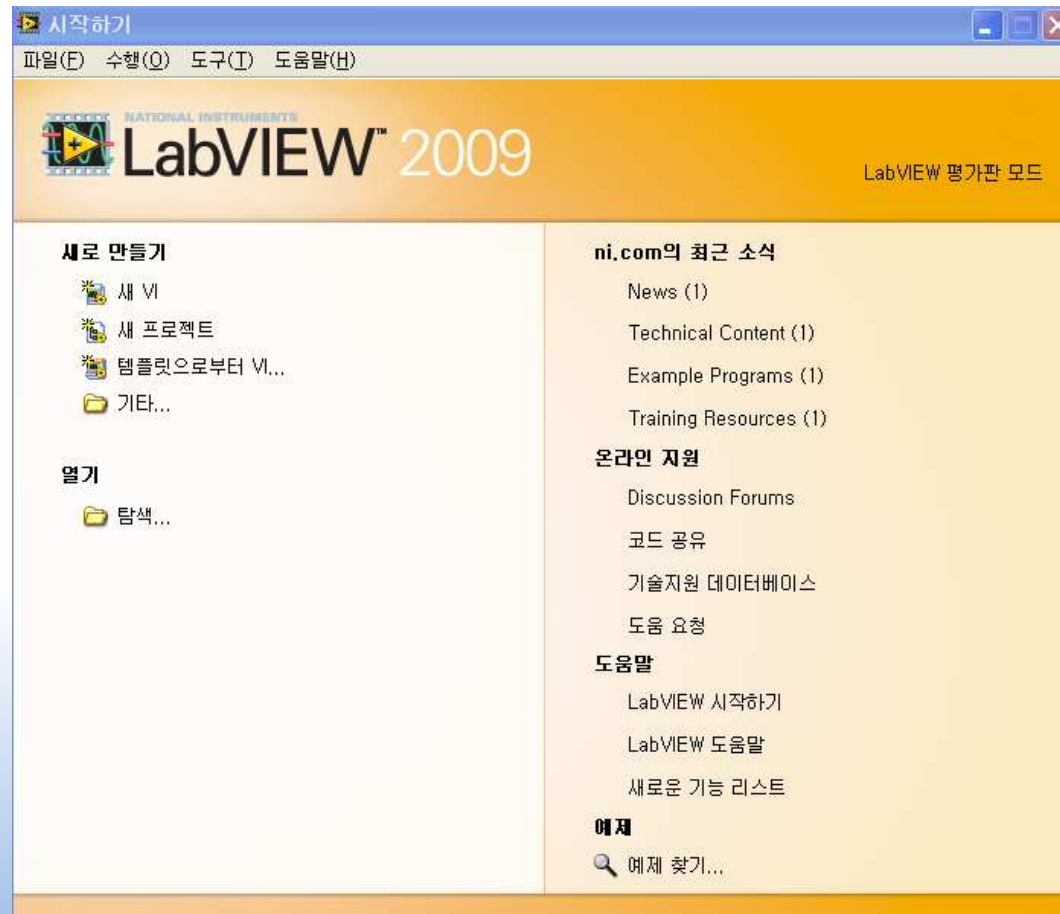 시작하기
파일(F) 수행(O) 도구(T) 도움말(H)
NATIONAL INSTRUMENTS
LabVIEW™ 2009
LabVIEW 평가판 모드
새로 만들기
새 VI
새 프로젝트
템플릿으로부터 VI...
기타...
열기
탐색...
ni.com의 최근 소식
News (1)
Technical Content (1)
Example Programs (1)
Training Resources (1)
온라인 지원
Discussion Forums
코드 공유
기술지원 데이터베이스
도움 요청
도움말
LabVIEW 시작하기
LabVIEW 도움말
새로운 기능 리스트
예제
예제 찾기...